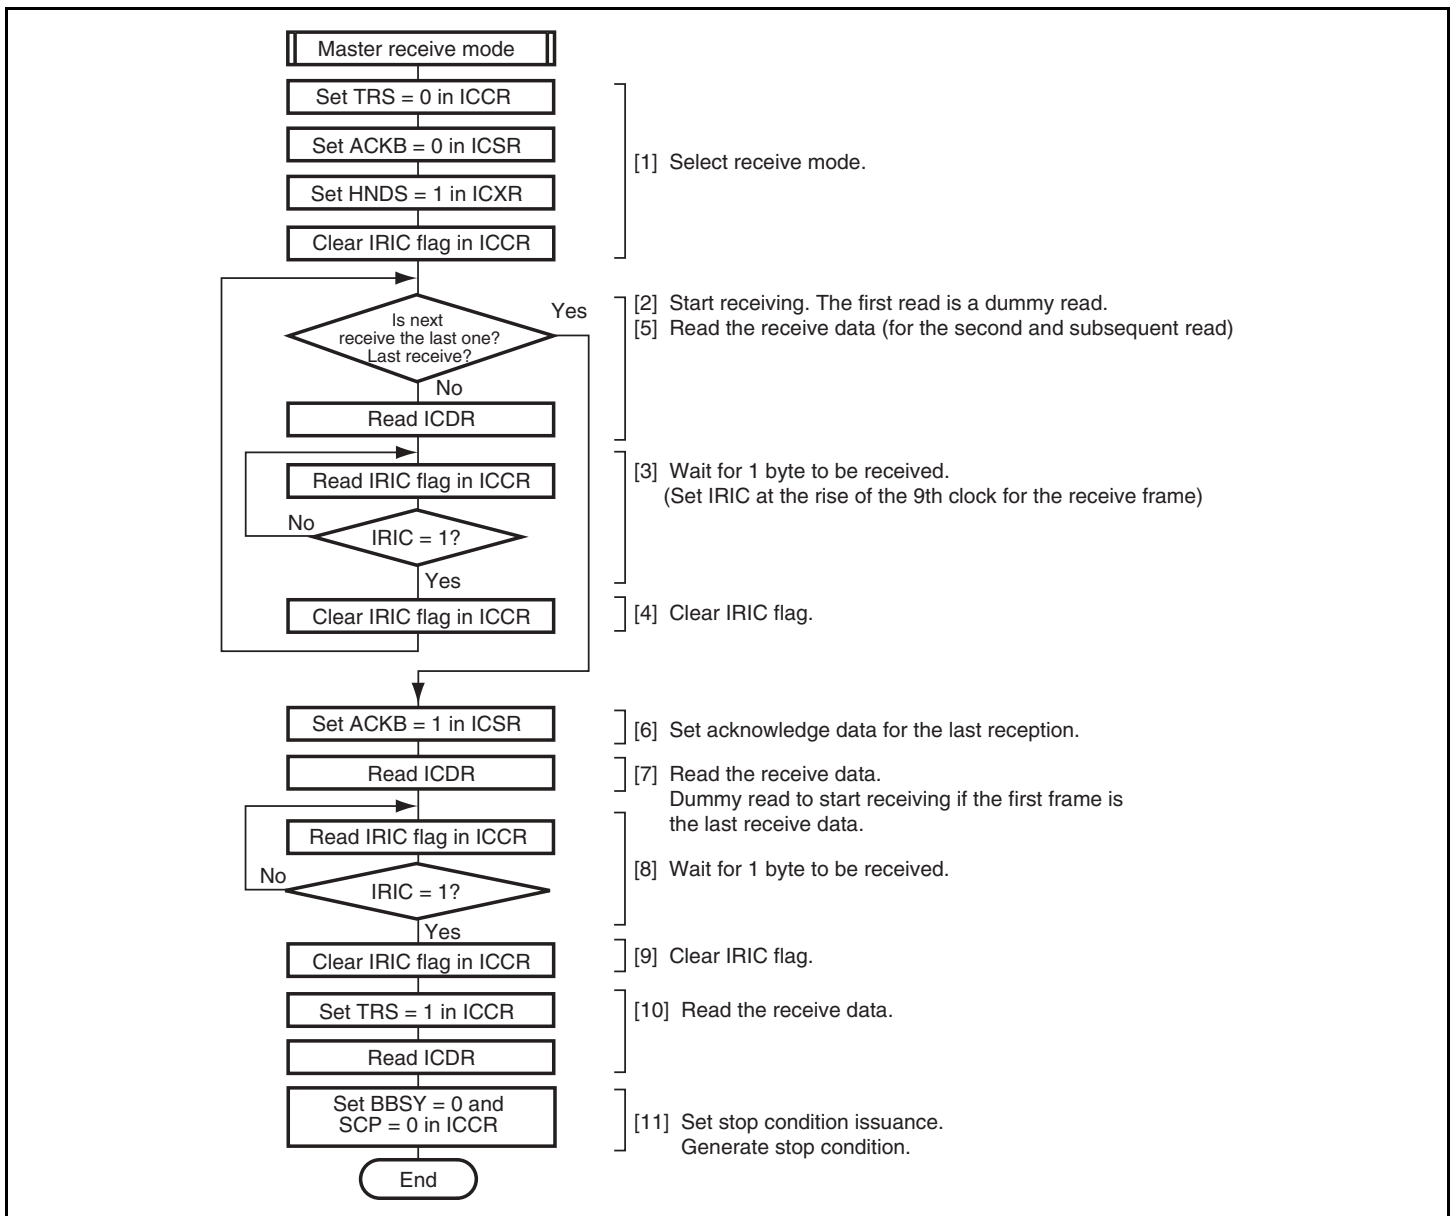 Master receive mode
Set TRS = 0 in ICCR
Set ACKB = 0 in ICSR
[1] Select receive mode.
Set HNDS = 1 in ICXR
Clear IRIC flag in ICCR
Is next
receive the last one?
Last receive?
Yes
[2] Start receiving. The first read is a dummy read.
[5] Read the receive data (for the second and subsequent read)
No
Read ICDR
Read IRIC flag in ICCR
[3] Wait for 1 byte to be received.
(Set IRIC at the rise of the 9th clock for the receive frame)
No
IRIC = 1?
Yes
Clear IRIC flag in ICCR
[4] Clear IRIC flag.
Set ACKB = 1 in ICSR
[6] Set acknowledge data for the last reception.
Read ICDR
[7] Read the receive data.
Dummy read to start receiving if the first frame is
the last receive data.
Read IRIC flag in ICCR
No
IRIC = 1?
[8] Wait for 1 byte to be received.
Yes
Clear IRIC flag in ICCR
[9] Clear IRIC flag.
Set TRS = 1 in ICCR
[10] Read the receive data.
Read ICDR
Set BBSY = 0 and
SCP = 0 in ICCR
[11] Set stop condition issuance.
Generate stop condition.
End